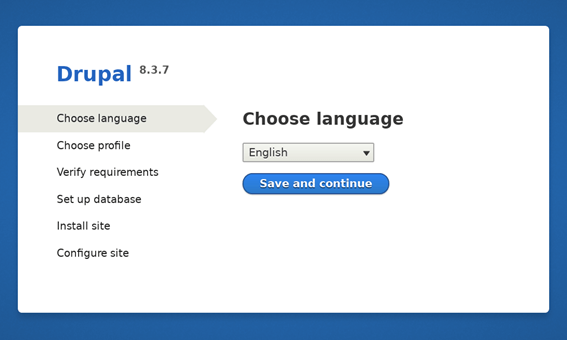 Drupal 8.3.7
Choose language
Choose profile
Verify requirements
Set up database
Install site
Configure site
Choose language
English
Save and continue